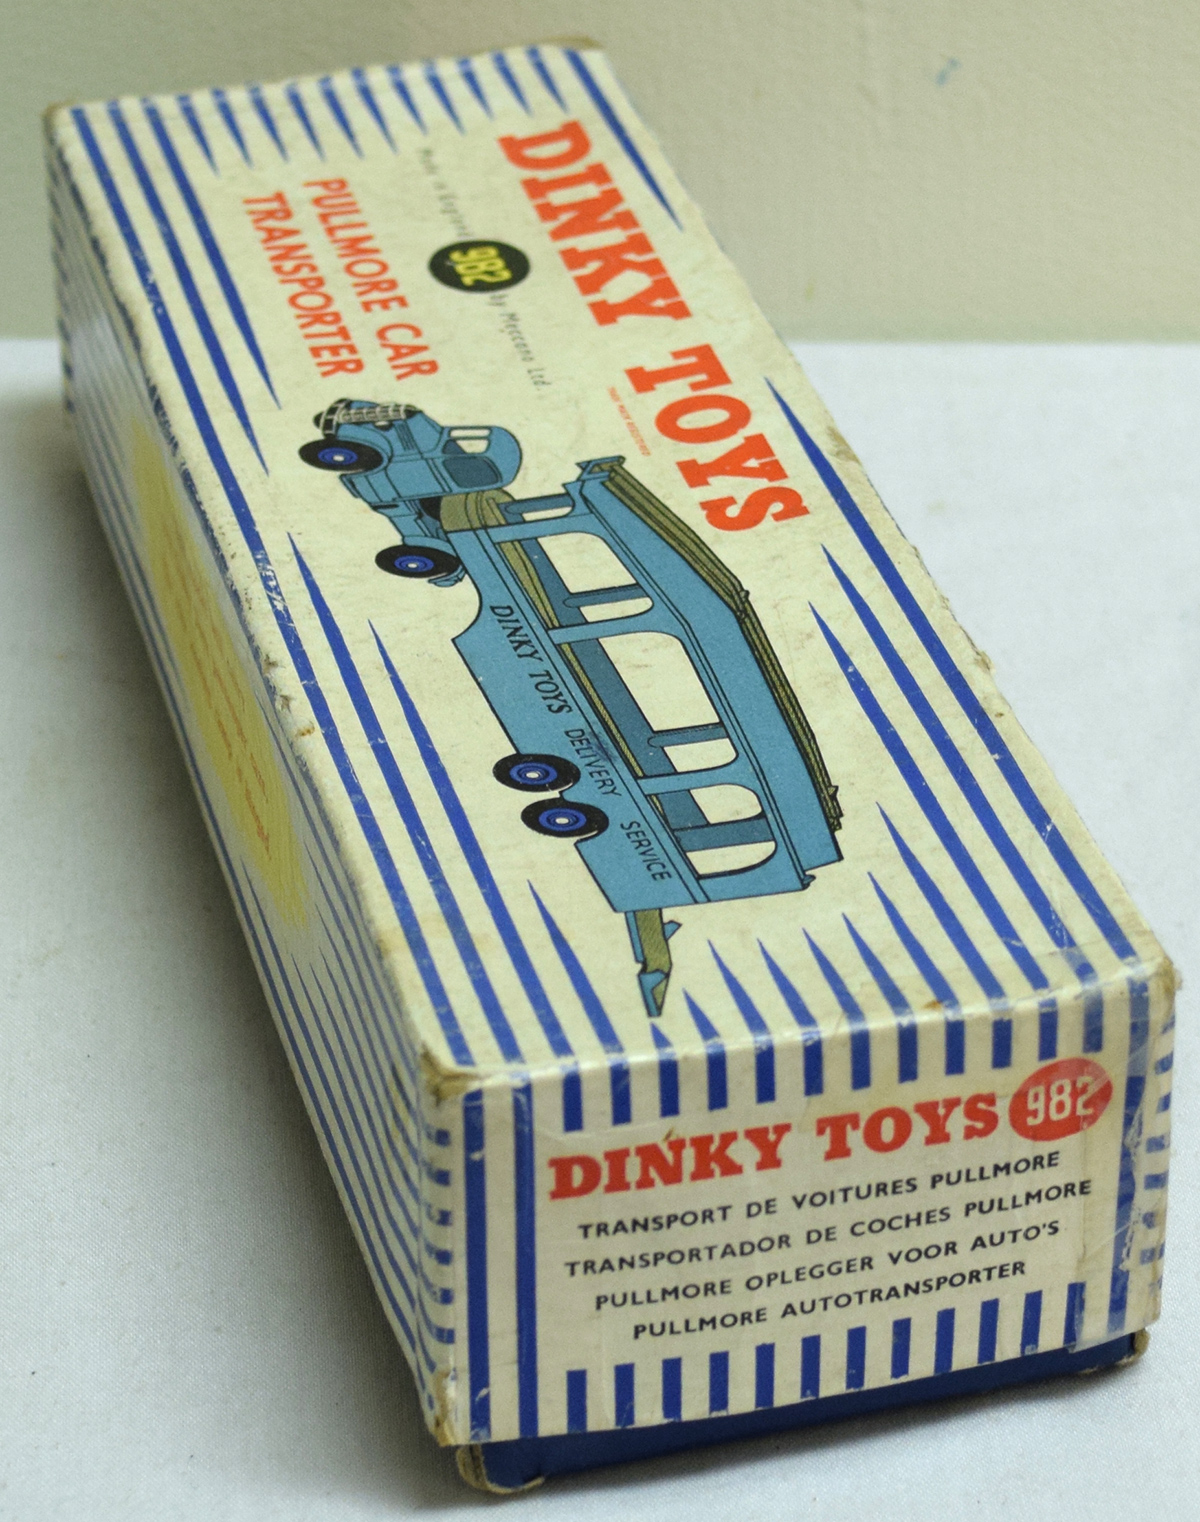 DINKY TOYS
Made in England 982 by Meccano Ltd.
PULLMORE CAR
TRANSPORTER
DINKY TOYS DELIVERY SERVICE
DINKY TOYS 982
TRANSPORT DE VOITURES PULLMORE
TRANSPORTADOR DE COCHES PULLMORE
PULLMORE OPLEGGER VOOR AUTO'S
PULLMORE AUTOTRANSPORTER